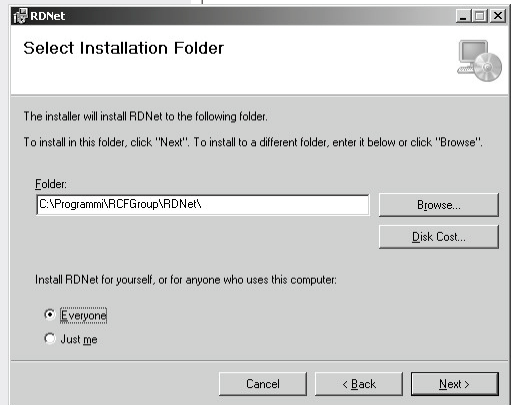 RDNet
Select Installation Folder
The installer will install RDNet to the following folder.
To install in this folder, click "Next". To install to a different folder, enter it below or click "Browse".
Folder:
C:\Programmi\RCFGroup\RDNet\
Browse...
Disk Cost...
Install RDNet for yourself, or for anyone who uses this computer:
Everyone
Just me
Cancel
< Back
Next >